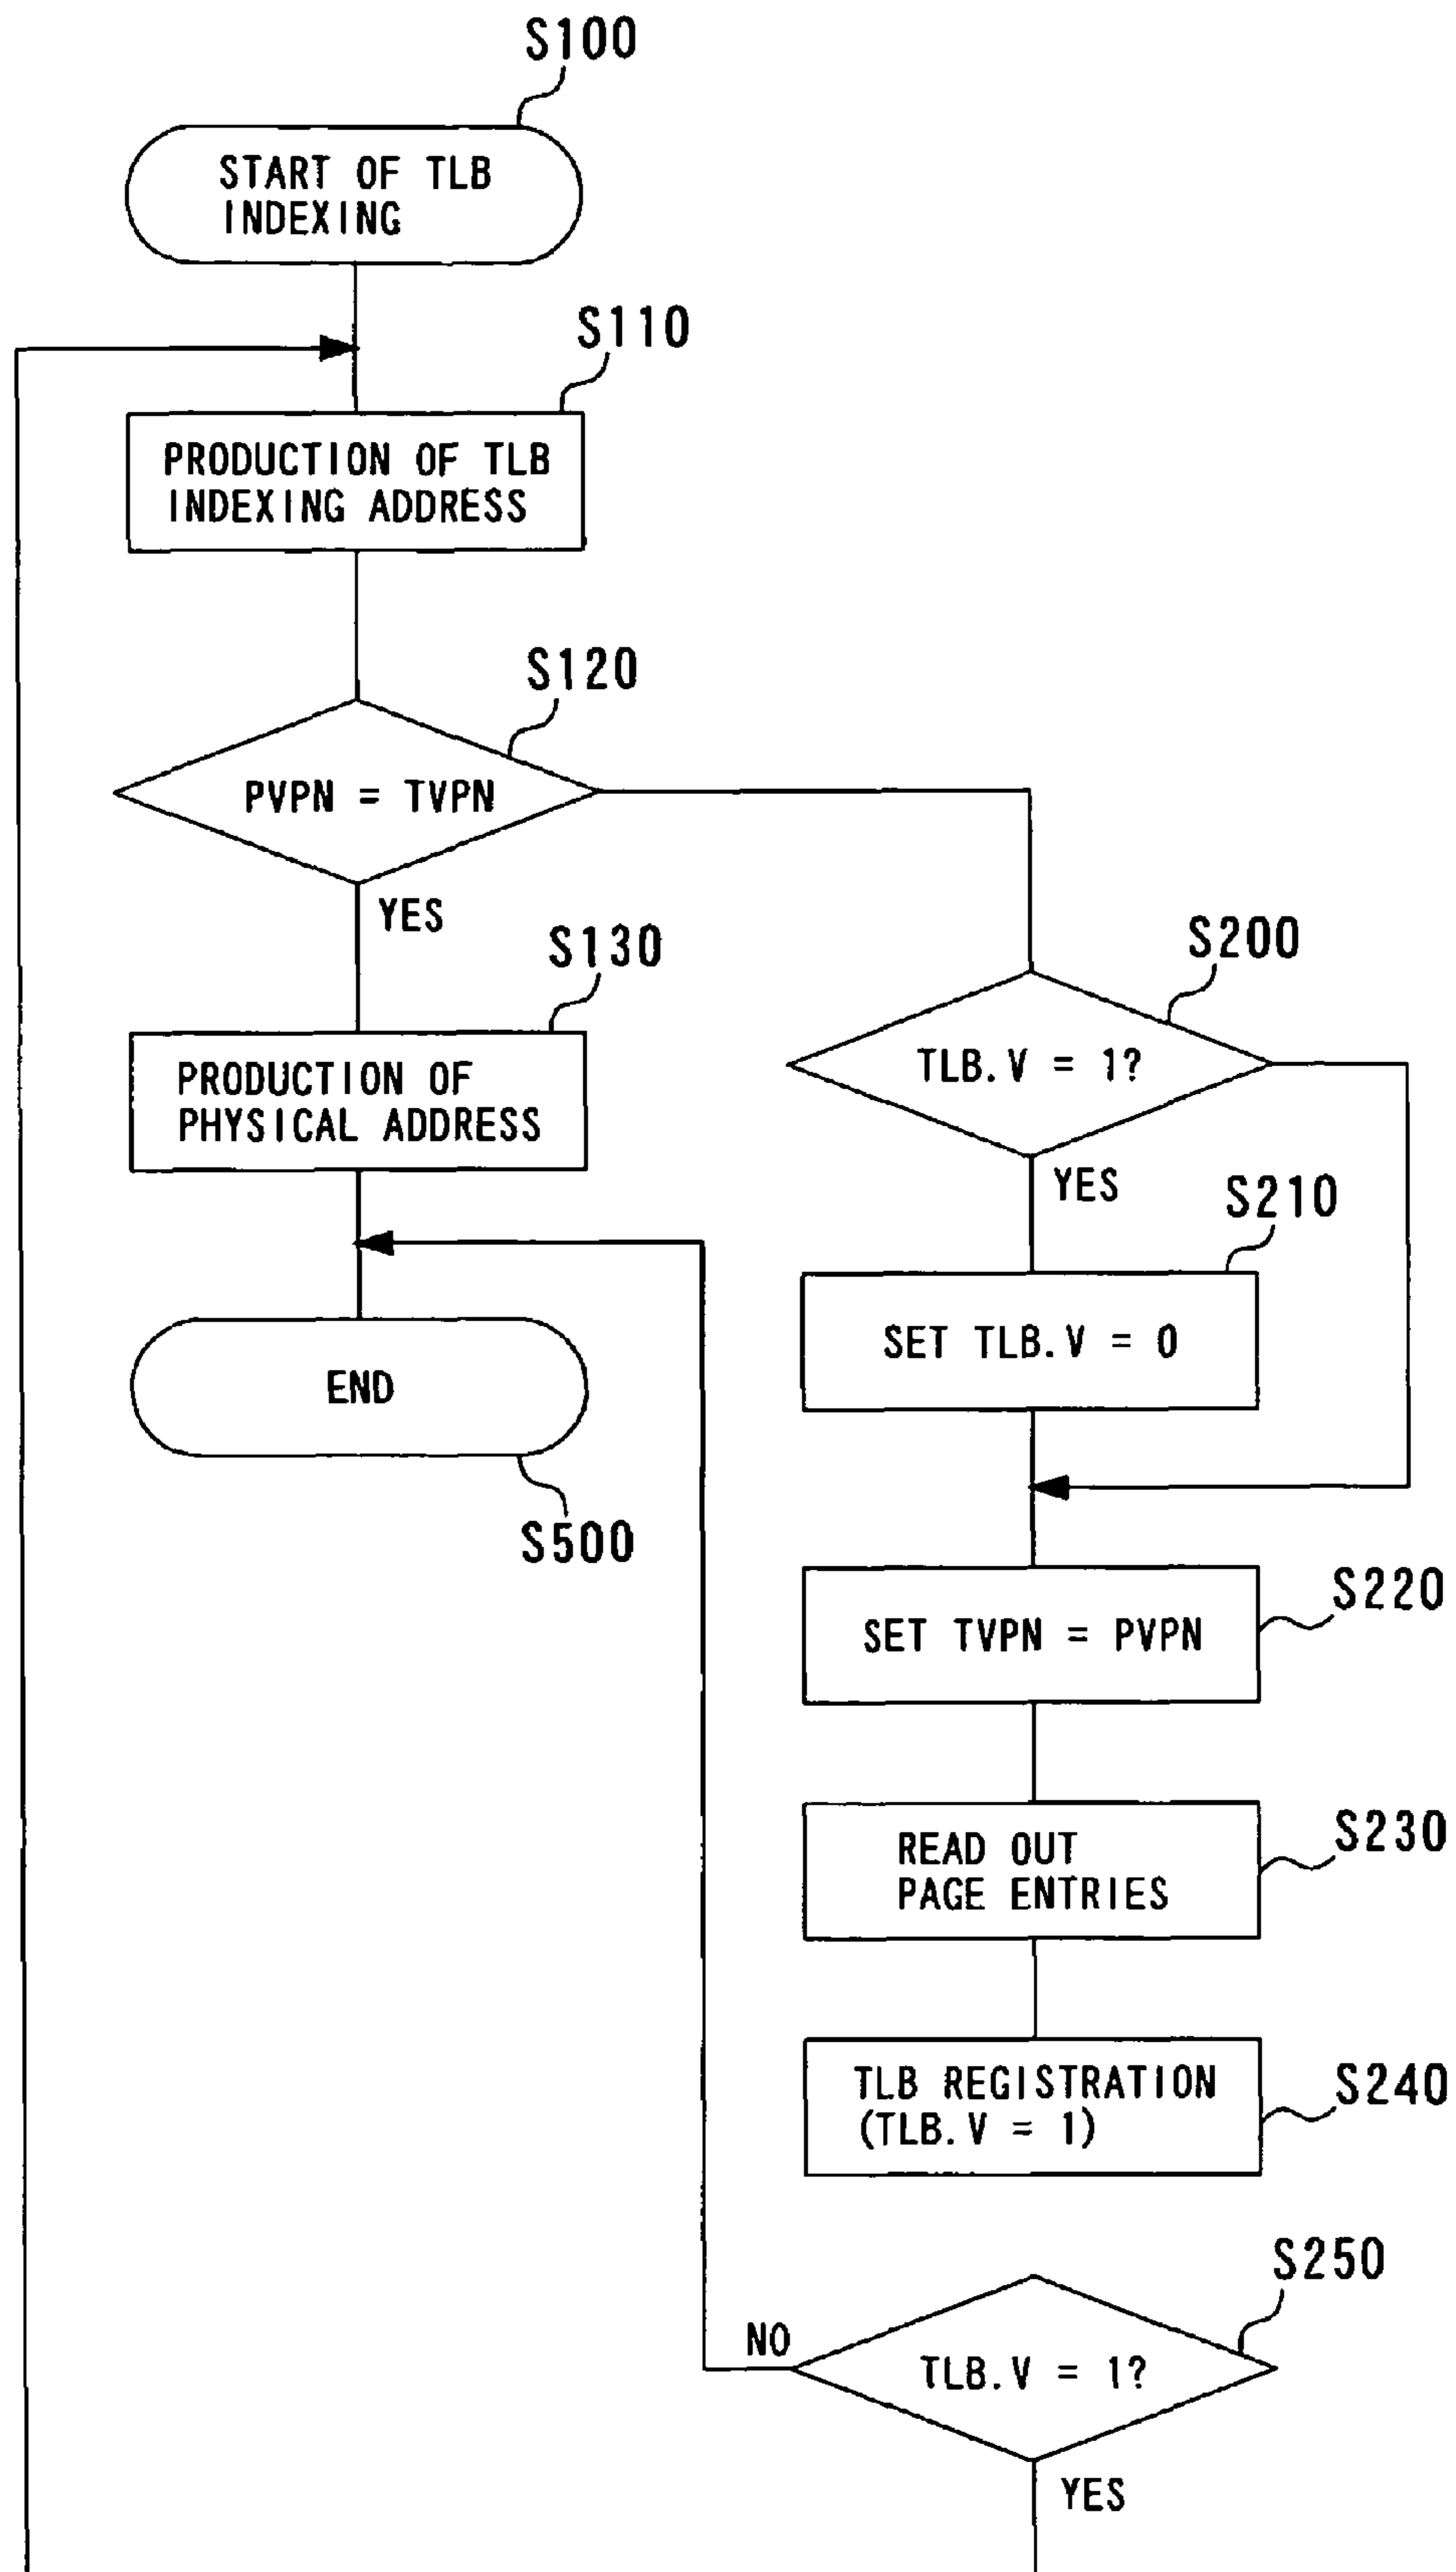 S100
START OF TLB
INDEXING
S110
PRODUCTION OF TLB
INDEXING ADDRESS
S120
PVPN = TVPN
YES
S130
PRODUCTION OF
PHYSICAL ADDRESS
END
S500
S200
TLB.V = 1?
YES
S210
SET TLB.V = 0
S220
SET TVPN = PVPN
S230
READ OUT
PAGE ENTRIES
S240
TLB REGISTRATION
(TLB.V = 1)
S250
NO
TLB.V = 1?
YES